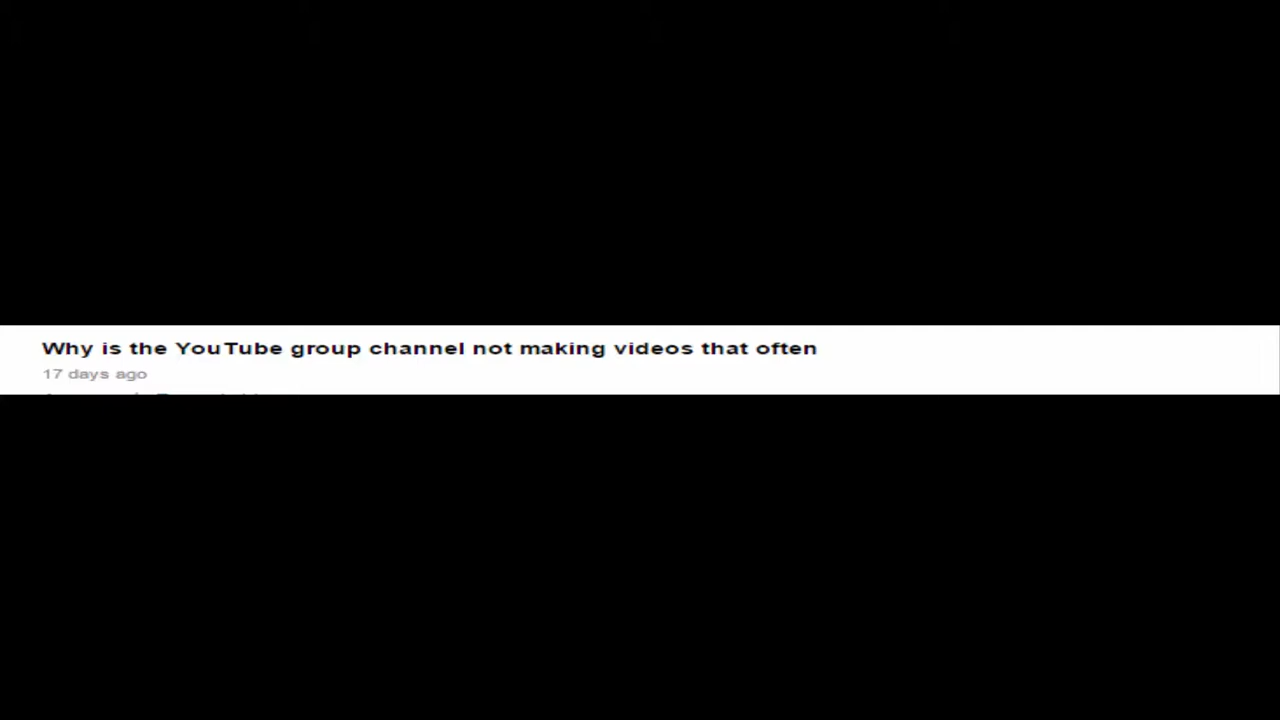 Why is the YouTube group channel not making videos that often
17 days ago